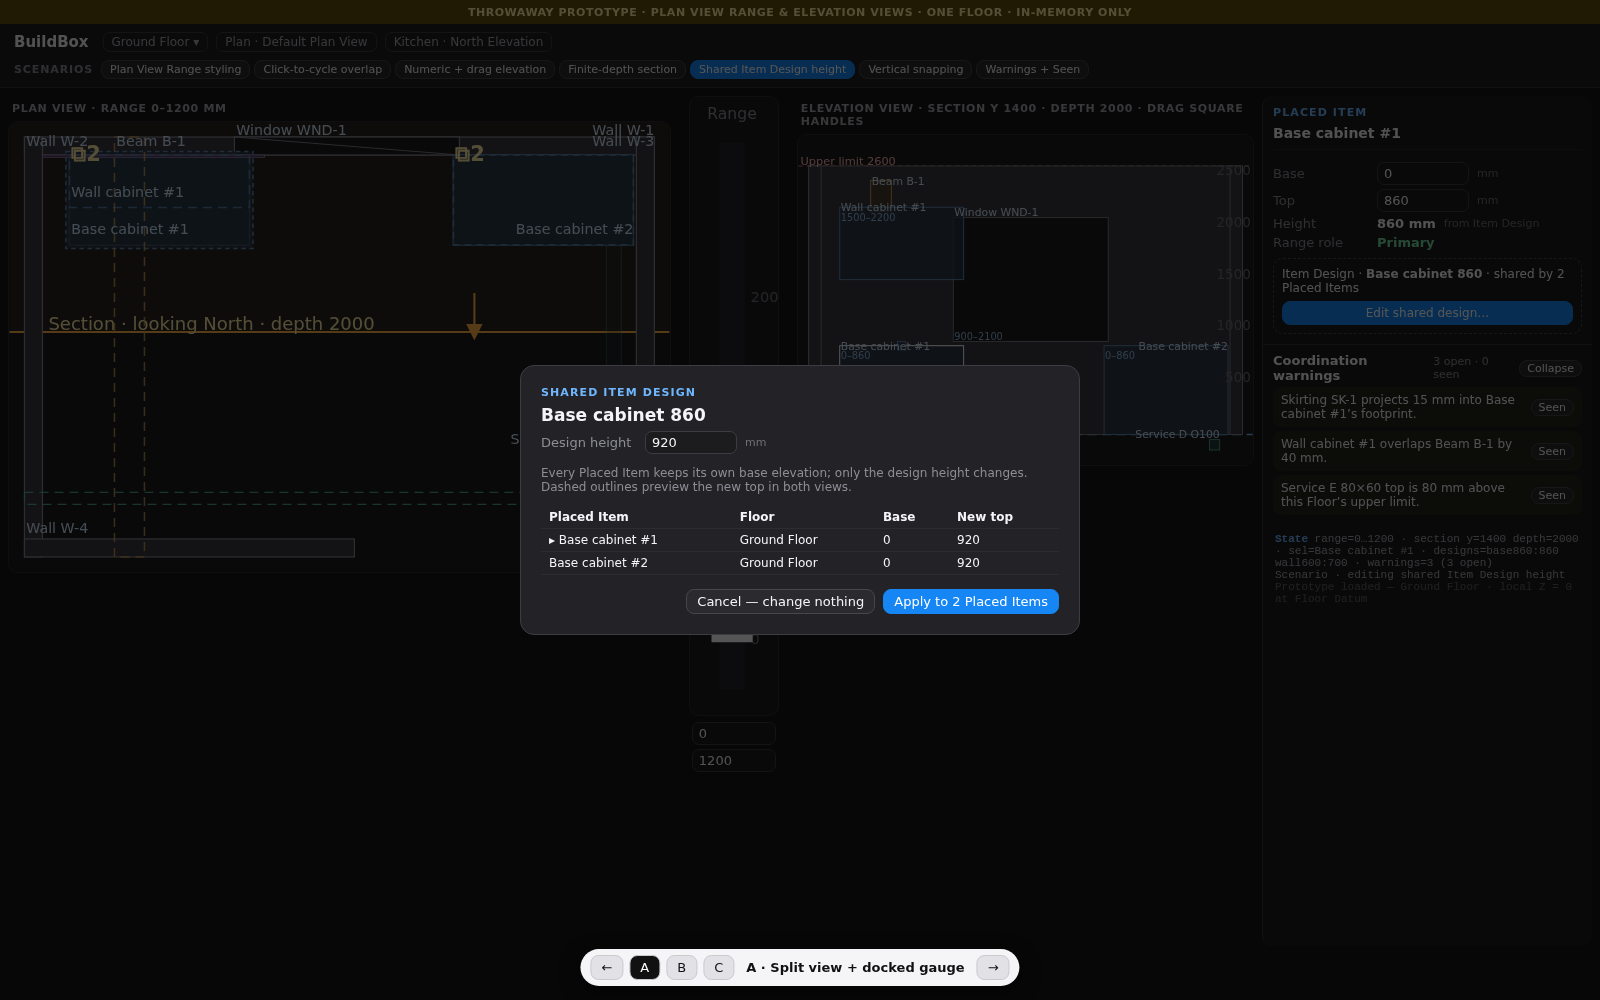 THROWAWAY PROTOTYPE · PLAN VIEW RANGE & ELEVATION VIEWS · ONE FLOOR · IN-MEMORY ONLY
BuildBox
Ground Floor ▾
Plan · Default Plan View
Kitchen · North Elevation
SCENARIOS
Plan View Range styling
Click-to-cycle overlap
Numeric + drag elevation
Finite-depth section
Shared Item Design height
Vertical snapping
Warnings + Seen
PLAN VIEW · RANGE 0–1200 MM
Wall W-2
Beam B-1
Window WND-1
Wall W-1
Wall W-3
⧉2
⧉2
Wall cabinet #1
Base cabinet #1
Base cabinet #2
Section · looking North · depth 2000
S
Wall W-4
Range
200
0
0
1200
ELEVATION VIEW · SECTION Y 1400 · DEPTH 2000 · DRAG SQUARE
HANDLES
Upper limit 2600
2500
Beam B-1
Wall cabinet #1
1500–2200
Window WND-1
2000
1500
1000
900–2100
Base cabinet #1
0–860
0–860
Base cabinet #2
500
Service D O100
PLACED ITEM
Base cabinet #1
Base
0
mm
Top
860
mm
Height
860 mm
from Item Design
Range role
Primary
Item Design · Base cabinet 860 · shared by 2
Placed Items
Edit shared design…
Coordination
warnings
3 open · 0
seen
Collapse
Skirting SK-1 projects 15 mm into Base
cabinet #1’s footprint.
Seen
Wall cabinet #1 overlaps Beam B-1 by
40 mm.
Seen
Service E 80×60 top is 80 mm above
this Floor’s upper limit.
Seen
State range=0…1200 · section y=1400 depth=2000
· sel=Base cabinet #1 · designs=base860:860
wall600:700 · warnings=3 (3 open)
Scenario · editing shared Item Design height
Prototype loaded — Ground Floor · local Z = 0
at Floor Datum
SHARED ITEM DESIGN
Base cabinet 860
Design height
920
mm
Every Placed Item keeps its own base elevation; only the design height changes.
Dashed outlines preview the new top in both views.
Placed Item
Floor
Base
New top
▸ Base cabinet #1
Ground Floor
0
920
Base cabinet #2
Ground Floor
0
920
Cancel — change nothing
Apply to 2 Placed Items
←
A
B
C
A · Split view + docked gauge
→